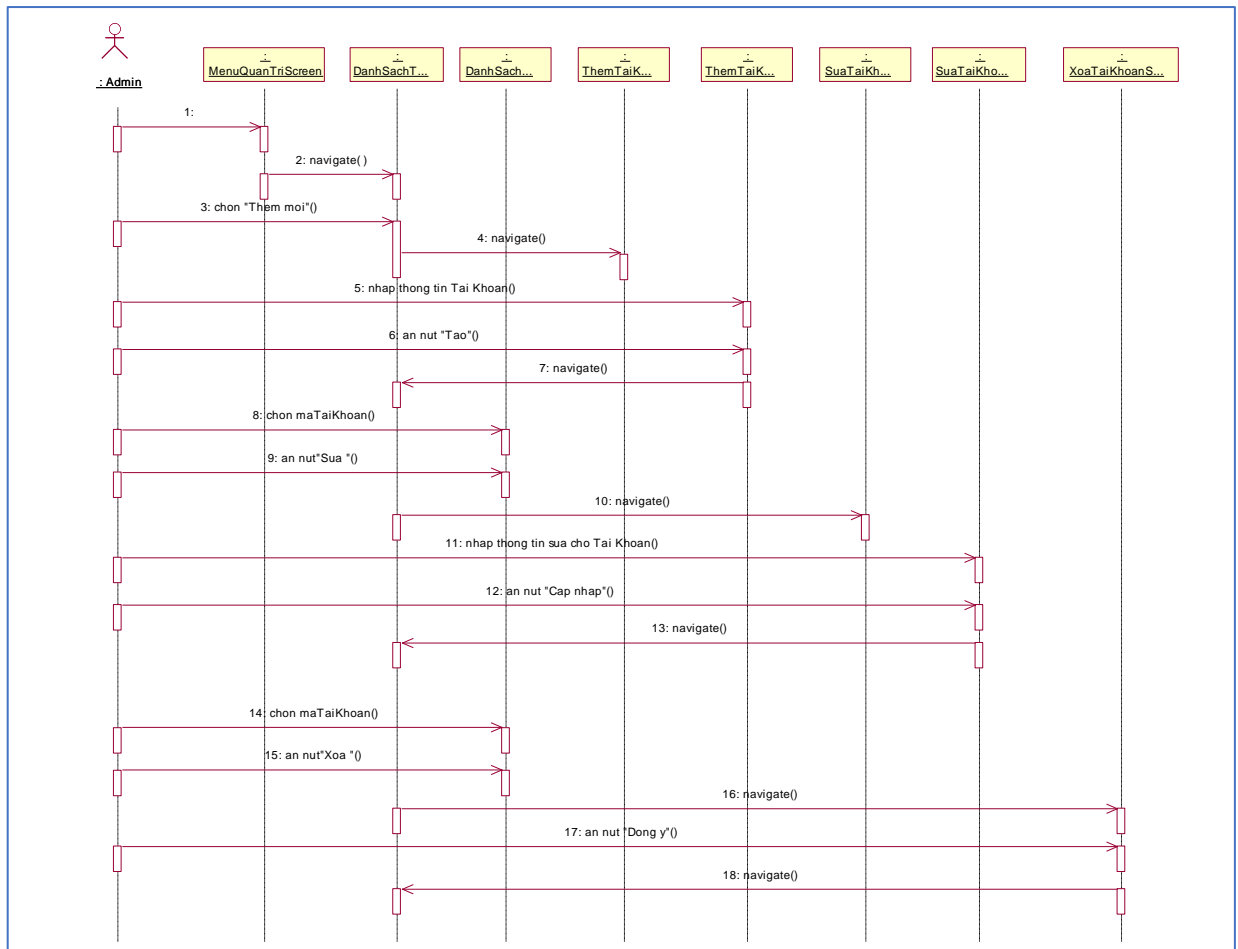 : Admin
:
MenuQuanTriScreen
:
DanhSachT...
:
DanhSach...
:
ThemTaiK...
:
ThemTaiK...
:
SuaTaiKh...
:
SuaTaiKho...
:
XoaTaiKhoanS...
1:
2: navigate( )
3: chon "Them moi"()
4: navigate()
5: nhap thong tin Tai Khoan()
6: an nut "Tao"()
7: navigate()
8: chon maTaiKhoan()
9: an nut"Sua "()
10: navigate()
11: nhap thong tin sua cho Tai Khoan()
12: an nut "Cap nhap"()
13: navigate()
14: chon maTaiKhoan()
15: an nut"Xoa "()
16: navigate()
17: an nut "Dong y"()
18: navigate()